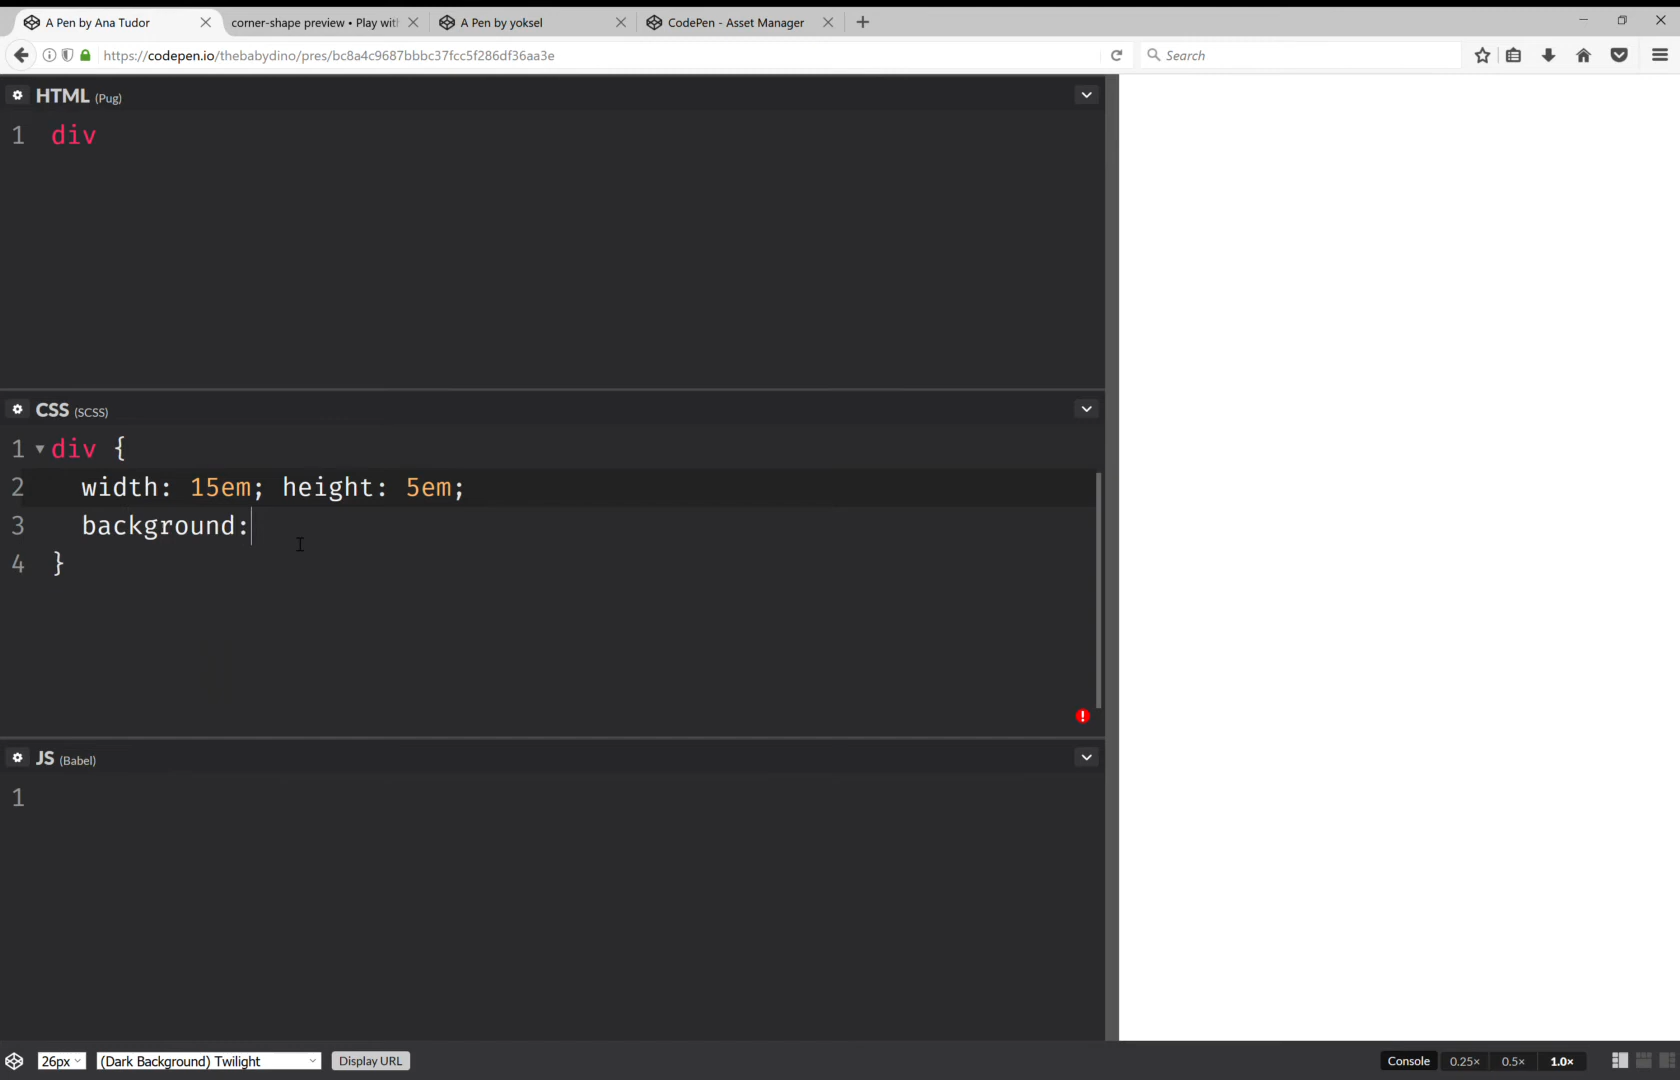 A Pen by Ana Tudor
corner-shape preview • Play with
A Pen by yoksel
CodePen - Asset Manager
https://codepen.io/thebabydino/pres/bc8a4c9687bbbc37fcc5f286df36aa3e
Search
HTML (Pug)
1 div
CSS (SCSS)
1 div {
2 width: 15em; height: 5em;
3 background:
4 }
JS (Babel)
1
26px
(Dark Background) Twilight
Display URL
Console
0.25×
0.5×
1.0×